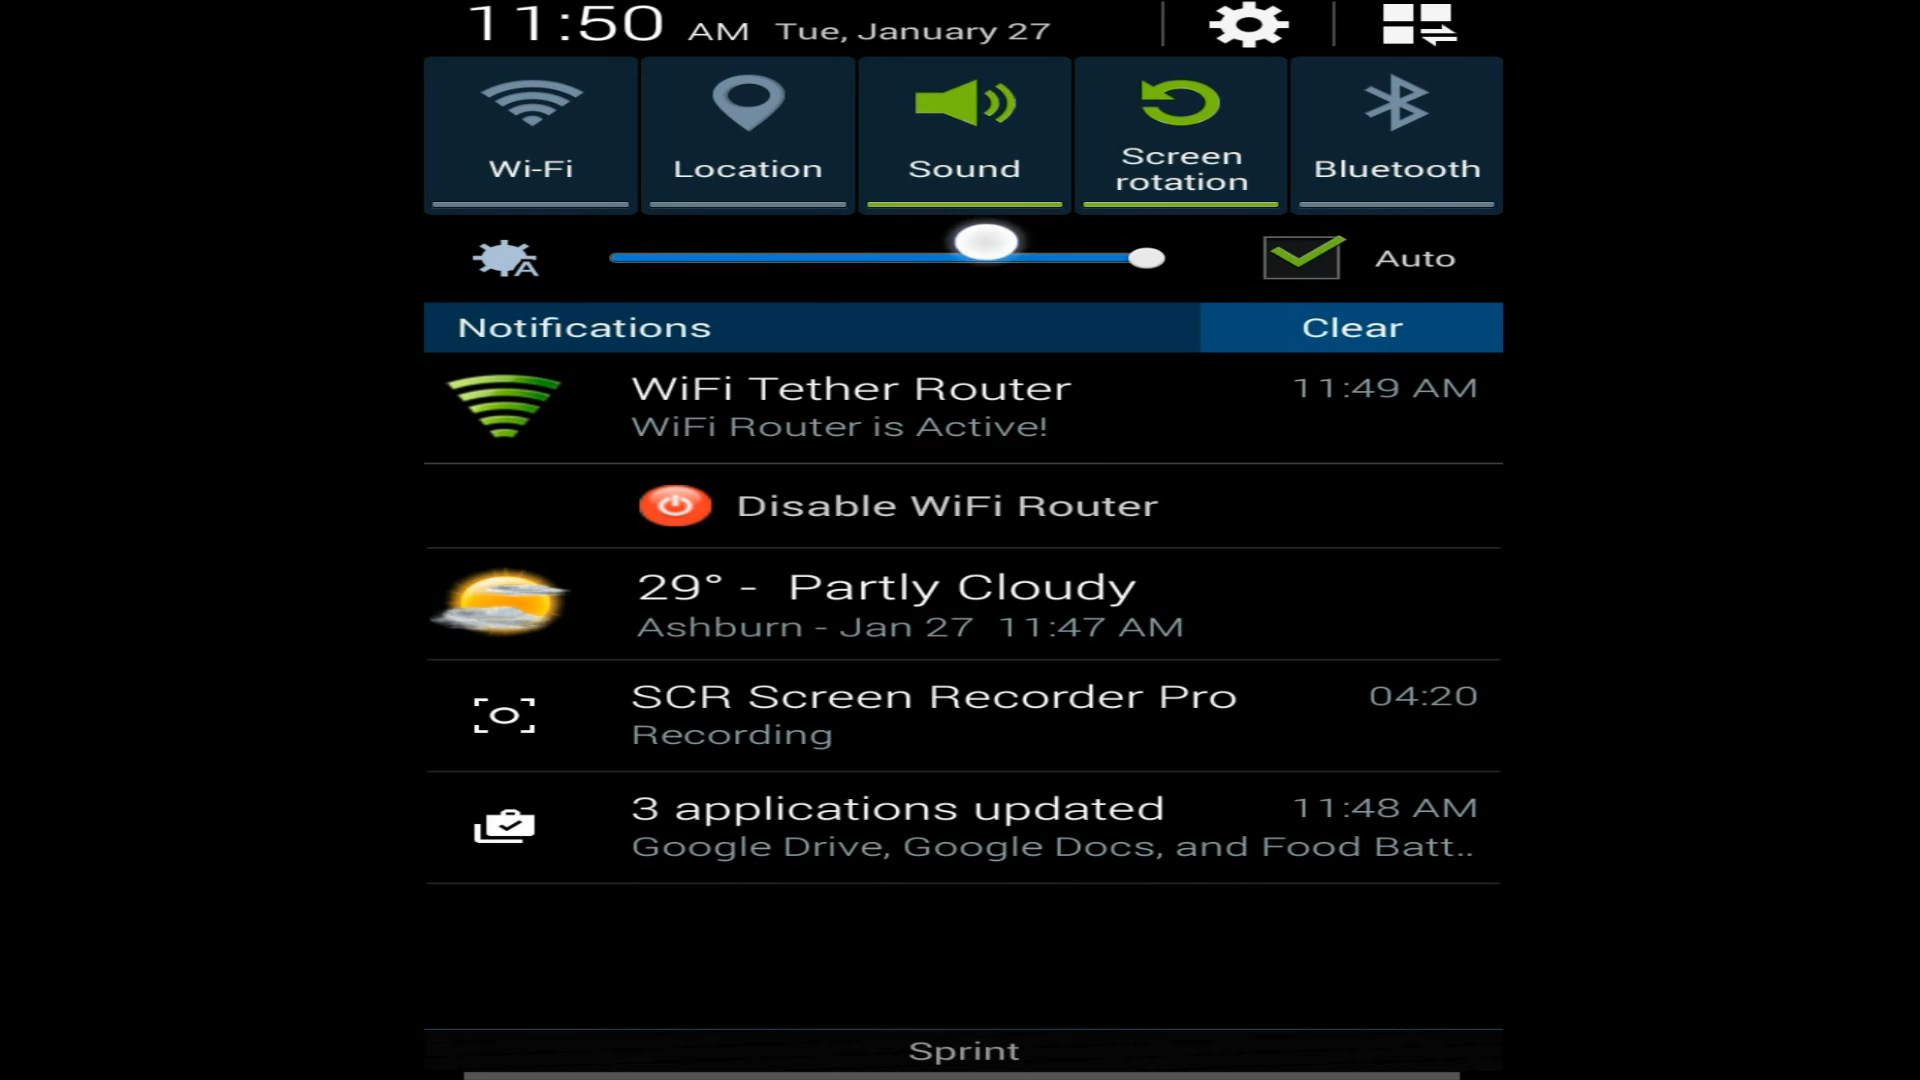 11:50 AM Tue, January 27
Wi-Fi
Location
Sound
Screen
rotation
Bluetooth
A
Auto
Notifications
Clear
WiFi Tether Router
11:49 AM
WiFi Router is Active!
Disable WiFi Router
29° - Partly Cloudy
Ashburn - Jan 27 11:47 AM
SCR Screen Recorder Pro
04:20
Recording
3 applications updated
11:48 AM
Google Drive, Google Docs, and Food Batt..
Sprint